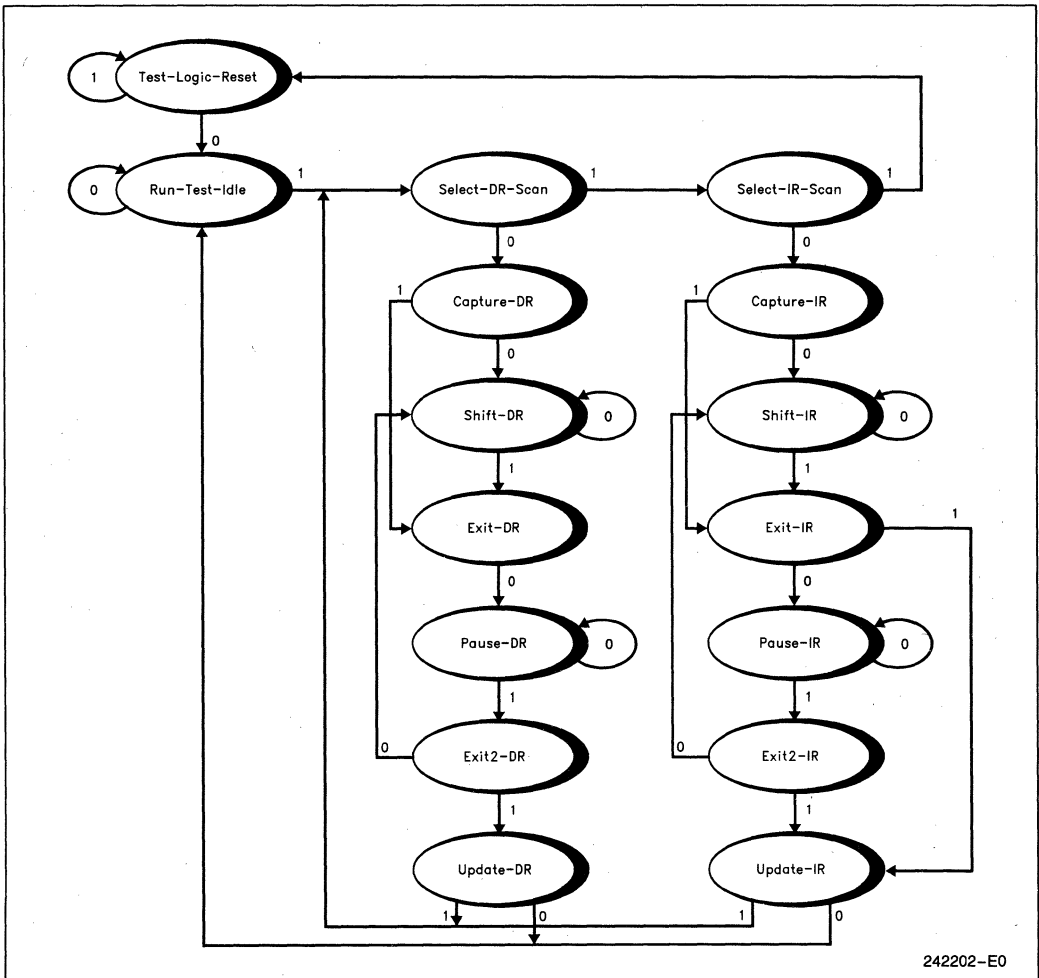 1
Test-Logic-Reset
0
0
Run-Test-Idle
1
Select-DR-Scan
1
Select-IR-Scan
1
0
0
1
Capture-DR
1
Capture-IR
0
0
Shift-DR
0
Shift-IR
0
1
1
Exit-DR
Exit-IR
1
0
0
Pause-DR
0
Pause-IR
0
1
1
0
Exit2-DR
0
Exit2-IR
1
1
Update-DR
Update-IR
1
0
1
0
242202-E0